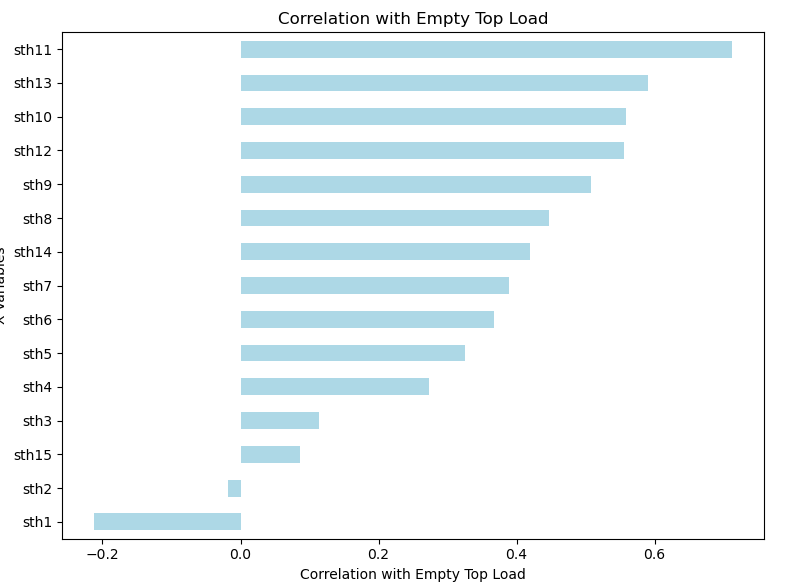 Correlation with Empty Top Load
sth11
sth13
sth10
sth12
sth9
sth8
sth14
sth7
sth6
sth5
sth4
sth3
sth15
sth2
sth1
−0.2 0.0 0.2 0.4 0.6
Correlation with Empty Top Load